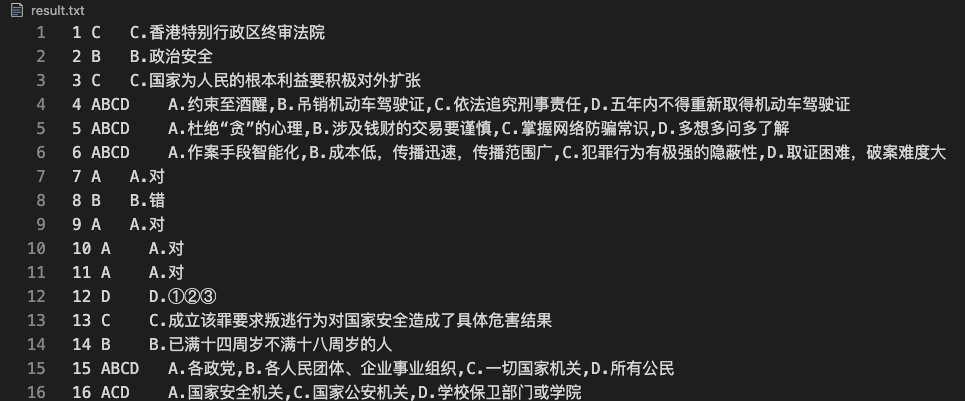 result.txt
1 1 C C.香港特别行政区终审法院
2 2 B B.政治安全
3 3 C C.国家为人民的根本利益要积极对外扩张
4 4 ABCD A.约束至酒醒,B.吊销机动车驾驶证,C.依法追究刑事责任,D.五年内不得重新取得机动车驾驶证
5 5 ABCD A.杜绝“贪”的心理,B.涉及钱财的交易要谨慎,C.掌握网络防骗常识,D.多想多问多了解
6 6 ABCD A.作案手段智能化,B.成本低，传播迅速，传播范围广,C.犯罪行为有极强的隐蔽性,D.取证困难，破案难度大
7 7 A A.对
8 8 B B.错
9 9 A A.对
10 10 A A.对
11 11 A A.对
12 12 D D.①②③
13 13 C C.成立该罪要求叛逃行为对国家安全造成了具体危害结果
14 14 B B.已满十四周岁不满十八周岁的人
15 15 ABCD A.各政党,B.各人民团体、企业事业组织,C.一切国家机关,D.所有公民
16 16 ACD A.国家安全机关,C.国家公安机关,D.学校保卫部门或学院